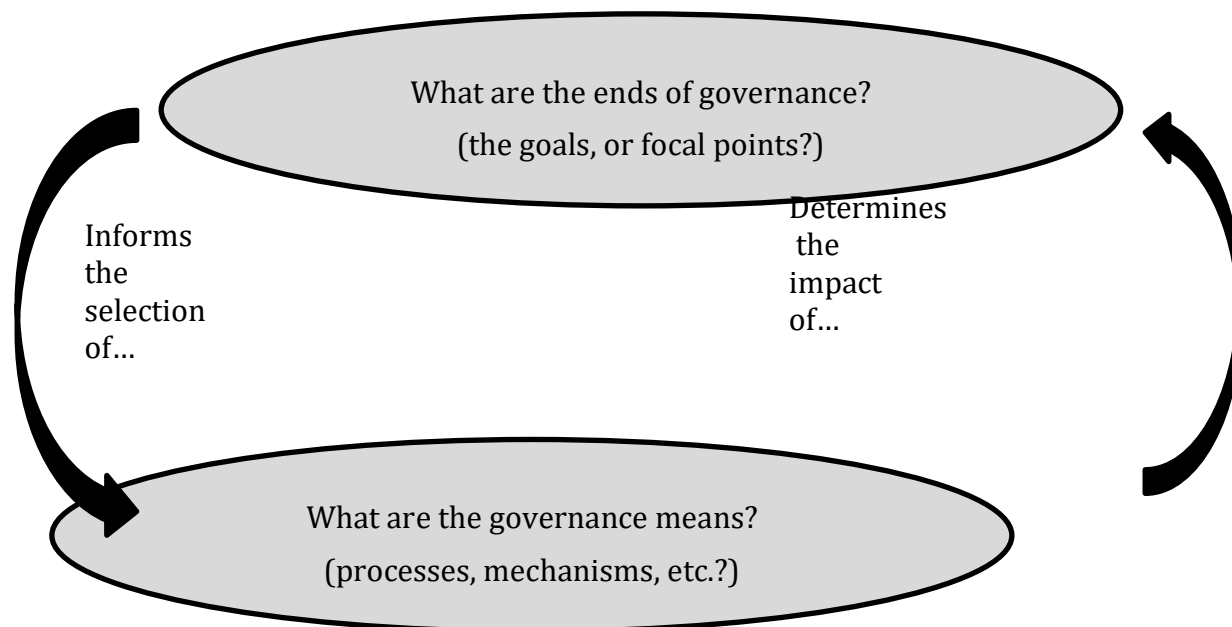 What are the ends of governance?
(the goals, or focal points?)
Informs
the
selection
of…
Determines
the
impact
of…
What are the governance means?
(processes, mechanisms, etc.?)